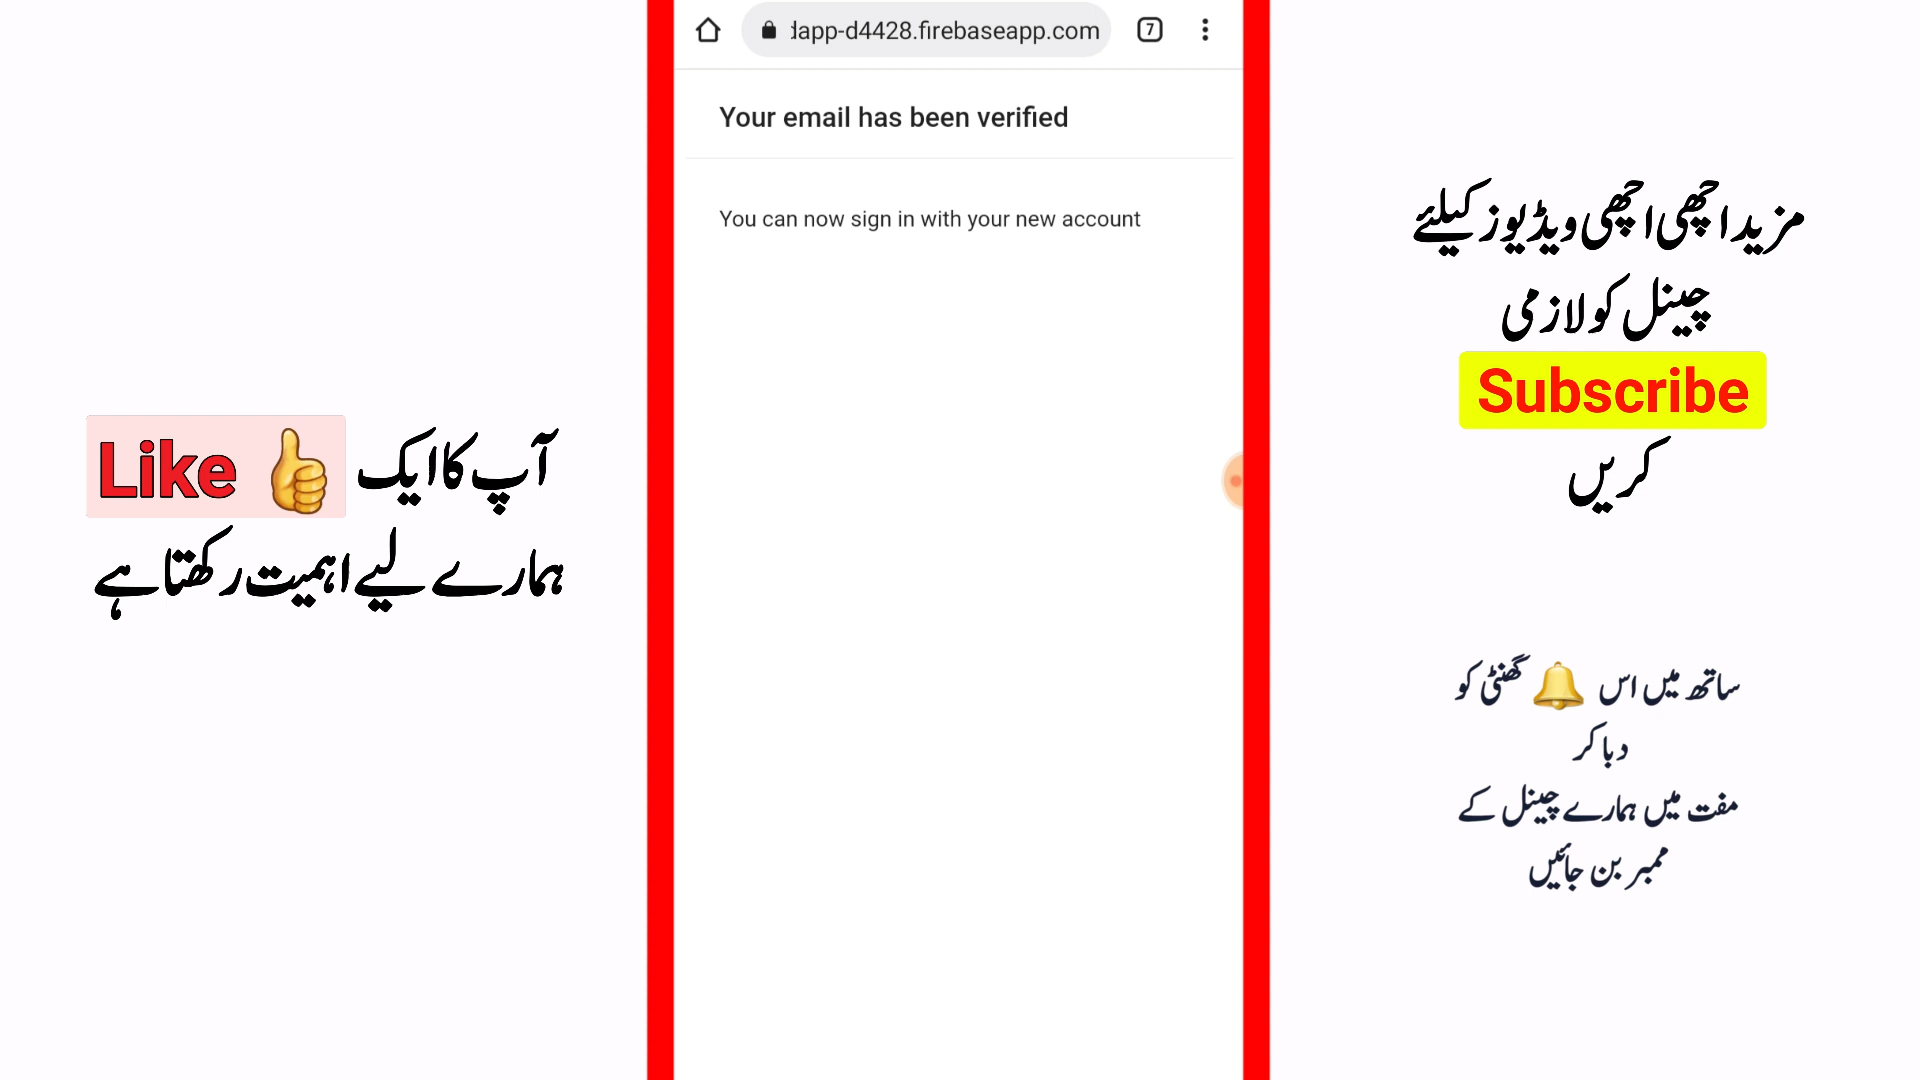 dapp-d4428.firebaseapp.com
7
Your email has been verified
You can now sign in with your new account
آپ کا ایک 👍 Like
ہمارے لیے اہمیت رکھتا ہے
مزید اچھی اچھی ویڈیوز کیلئے
چینل کو لازمی
Subscribe
کریں
ساتھ میں اس 🔔 گھنٹی کو
دبا کر
مفت میں ہمارے چینل کے
ممبر بن جائیں